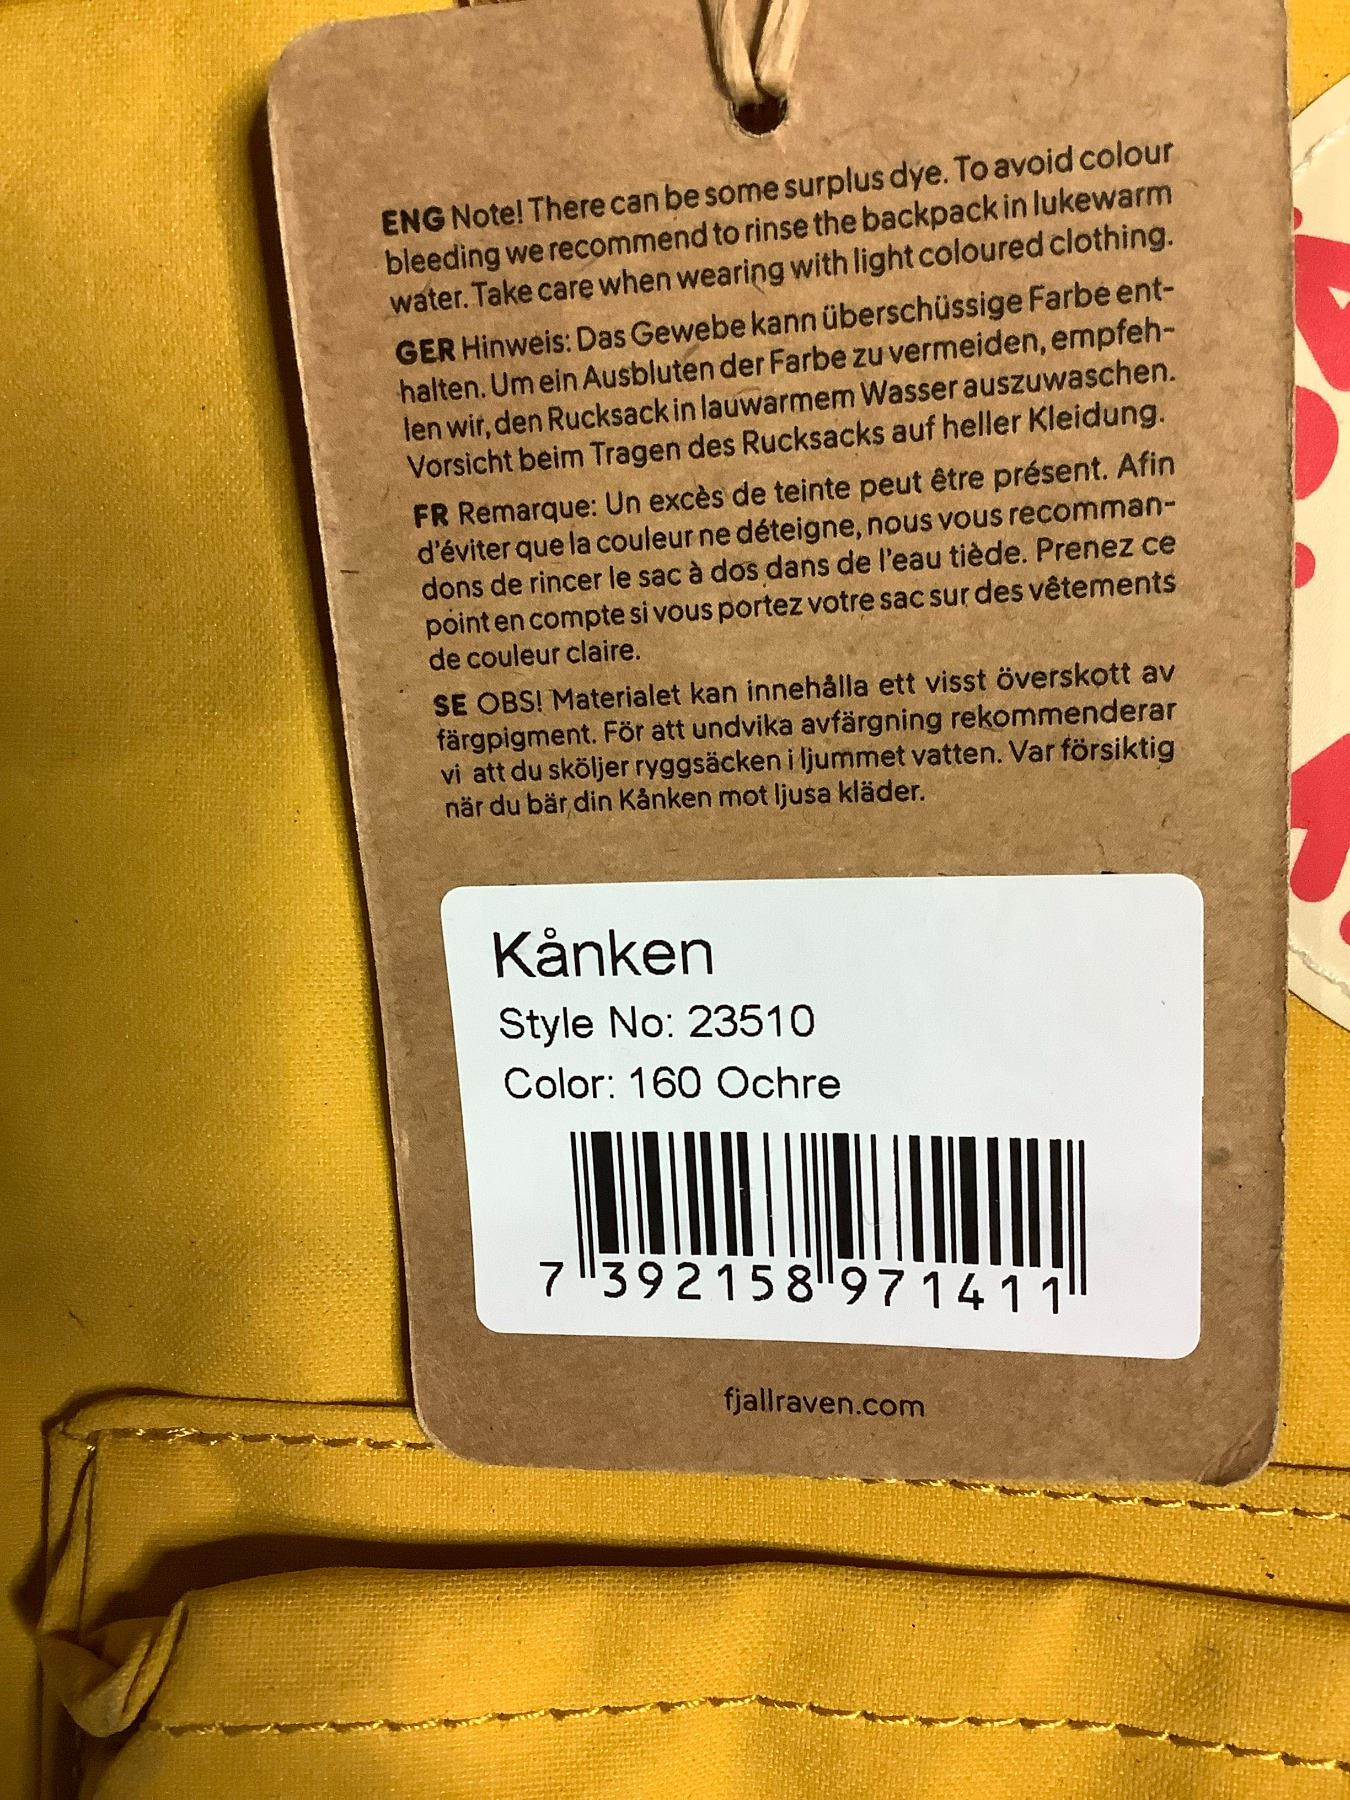 ENG Note! There can be some surplus dye. To avoid colour
bleeding we recommend to rinse the backpack in lukewarm
water. Take care when wearing with light coloured clothing.
GER Hinweis: Das Gewebe kann überschüssige Farbe ent-
halten. Um ein Ausbluten der Farbe zu vermeiden, empfeh-
len wir, den Rucksack in lauwarmem Wasser auszuwaschen.
Vorsicht beim Tragen des Rucksacks auf heller Kleidung.
FR Remarque: Un excès de teinte peut être présent. Afin
d'éviter que la couleur ne déteigne, nous vous recomman-
dons de rincer le sac à dos dans de l'eau tiède. Prenez ce
point en compte si vous portez votre sac sur des vêtements
de couleur claire.
SE OBS! Materialet kan innehålla ett visst överskott av
färgpigment. För att undvika avfärgning rekommenderar
vi att du sköljer ryggsäcken i ljummet vatten. Var försiktig
när du bär din Kånken mot ljusa kläder.
Kånken
Style No: 23510
Color: 160 Ochre
7 392158 971411
fjallraven.com